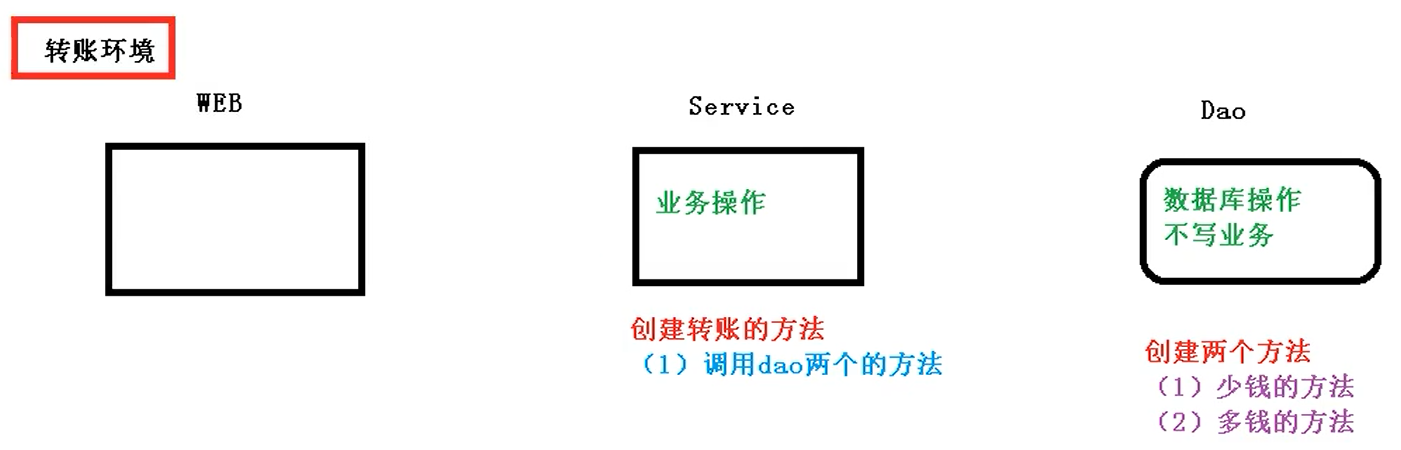 转账环境
WEB
Service
Dao
业务操作
数据库操作
不写业务
创建转账的方法
（1）调用dao两个的方法
创建两个方法
（1）少钱的方法
（2）多钱的方法